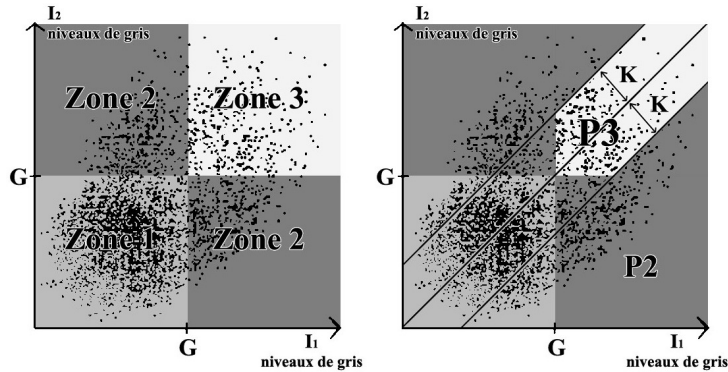 I2
niveaux de gris
Zone 2
Zone 3
G
Zone 1
Zone 2
G
I1
niveaux de gris
I2
niveaux de gris
K
K
P3
G
P2
G
I1
niveaux de gris